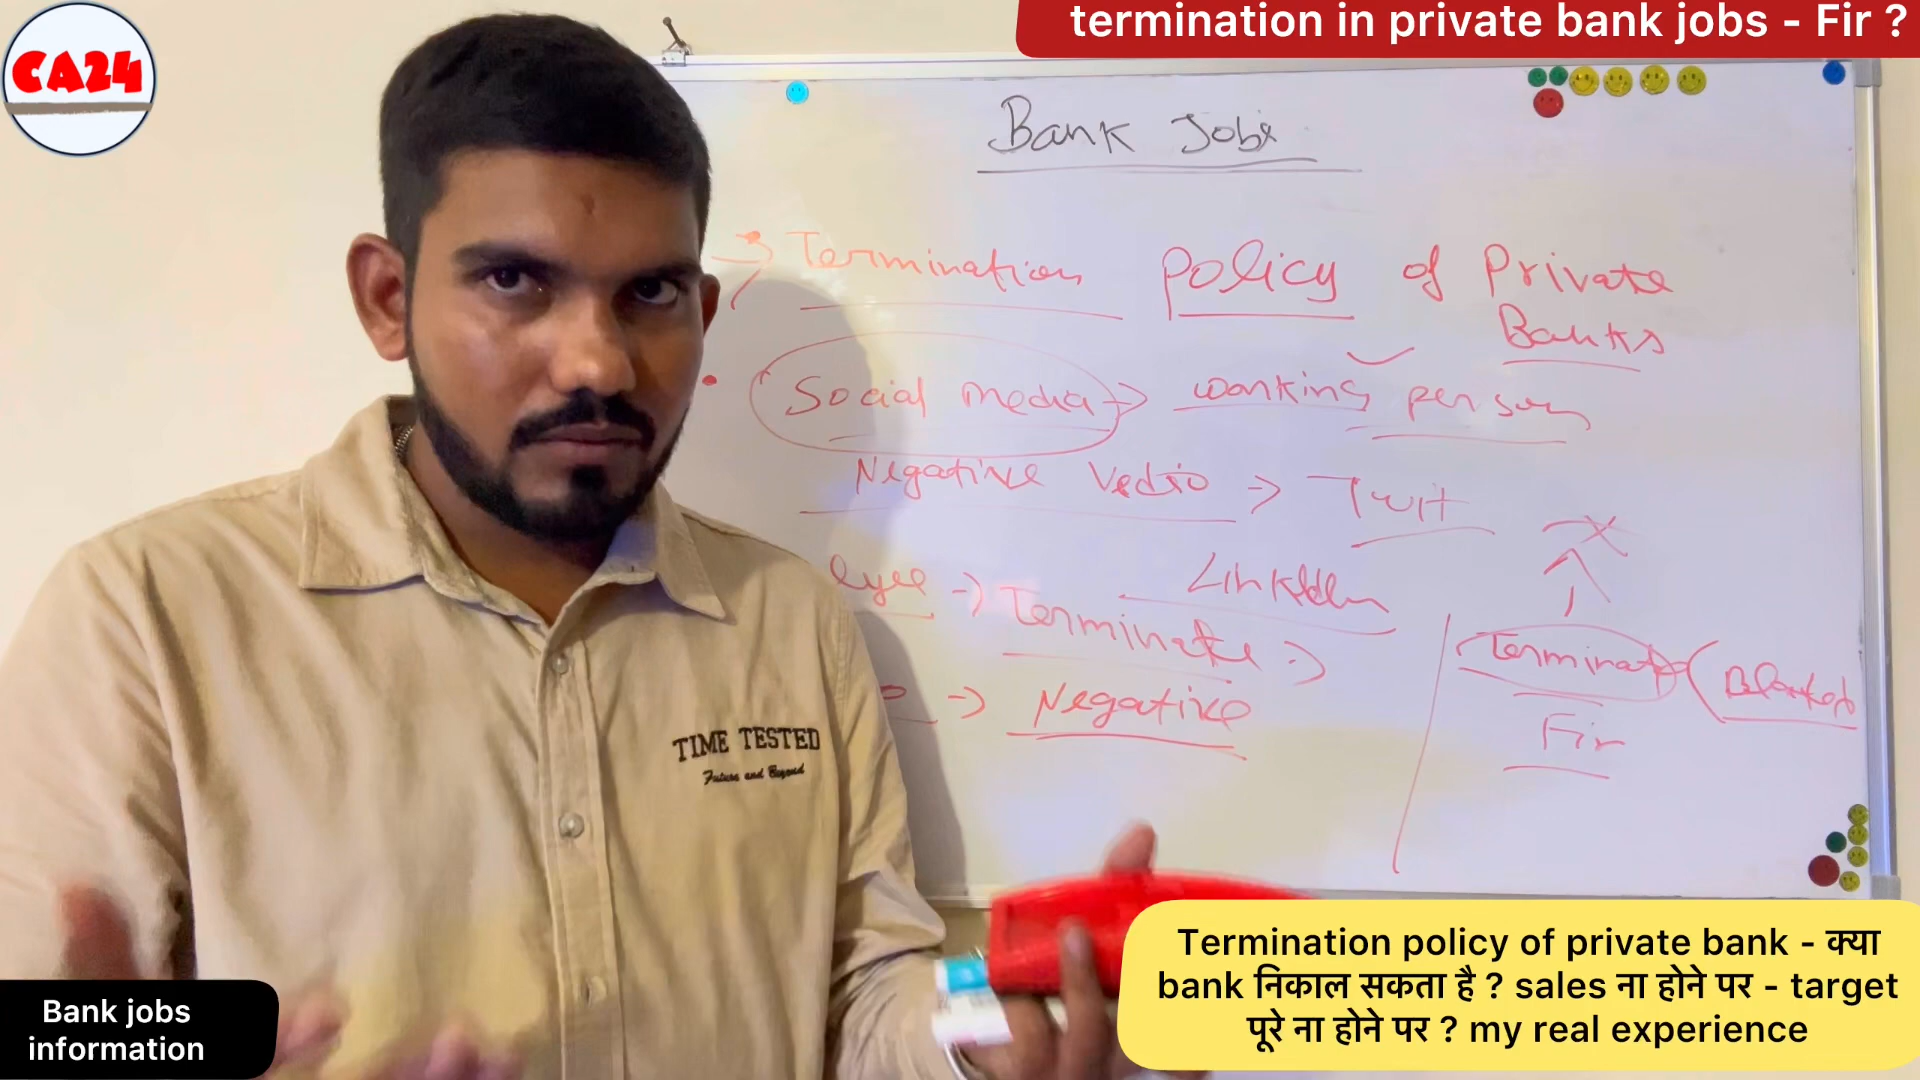 termination in private bank jobs - Fir ?
CA24
Bank Jobs
Termination Policy of Private
Banks
Social media → working person
Negative Vedio → Twit
lyee → Terminate →
Linkden
→ Negative
Terminate
Fir
TIME TESTED
Future and Beyond
Termination policy of private bank - क्या
bank निकाल सकता है ? sales ना होने पर - target
पूरे ना होने पर ? my real experience
Bank jobs
information